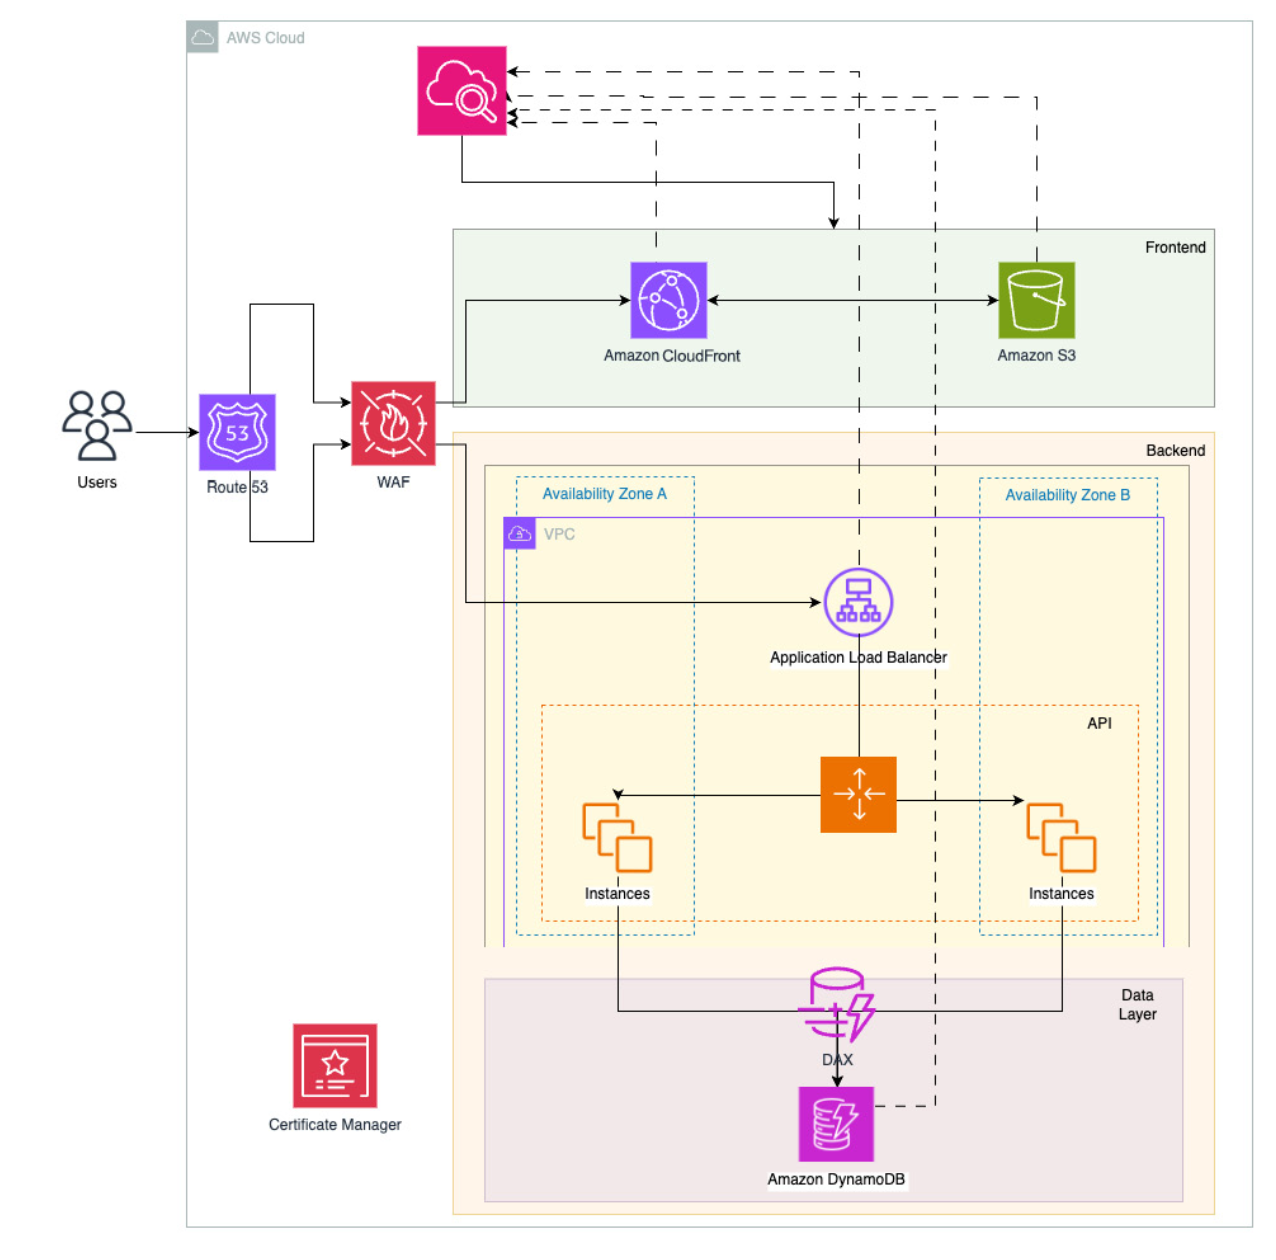 AWS Cloud
Frontend
Amazon CloudFront
Amazon S3
53
Users
Route 53
WAF
Backend
Availability Zone A
Availability Zone B
VPC
Application Load Balancer
API
Instances
Instances
Data
Layer
DAX
Certificate Manager
Amazon DynamoDB